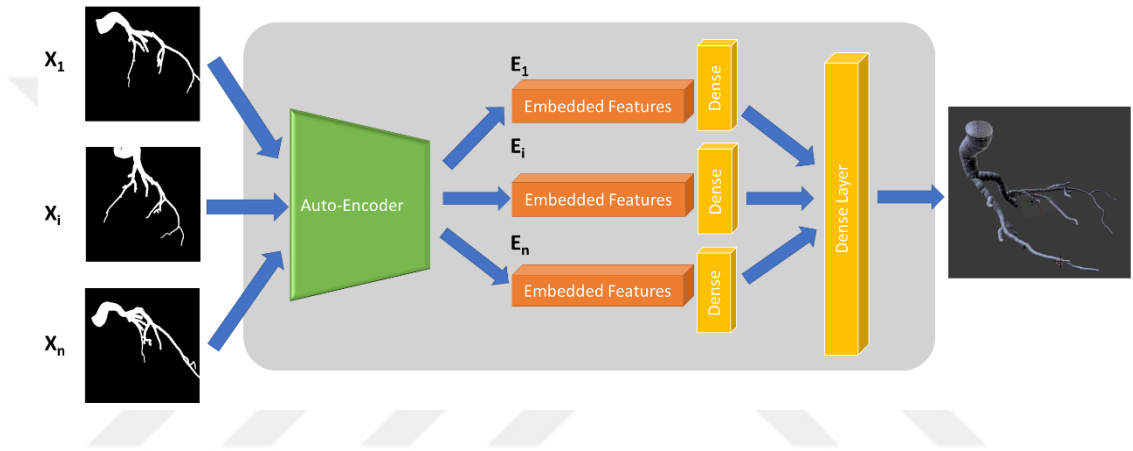 X1
Xi
Xn
Auto-Encoder
E1
Embedded Features
Dense
Ei
Embedded Features
Dense
En
Embedded Features
Dense
Dense Layer